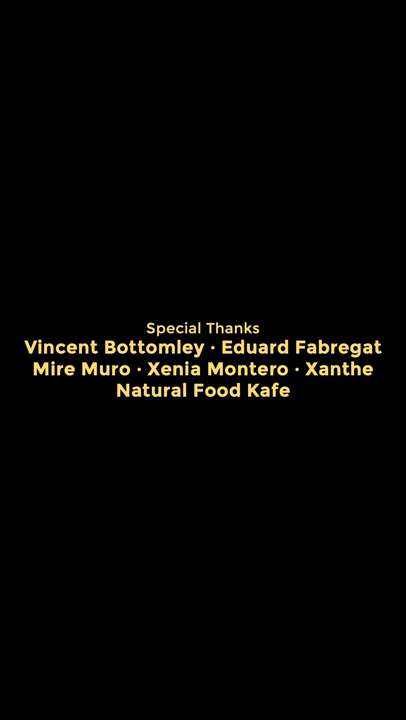 Special Thanks
Vincent Bottomley · Eduard Fabregat
Mire Muro · Xenia Montero · Xanthe
Natural Food Kafe